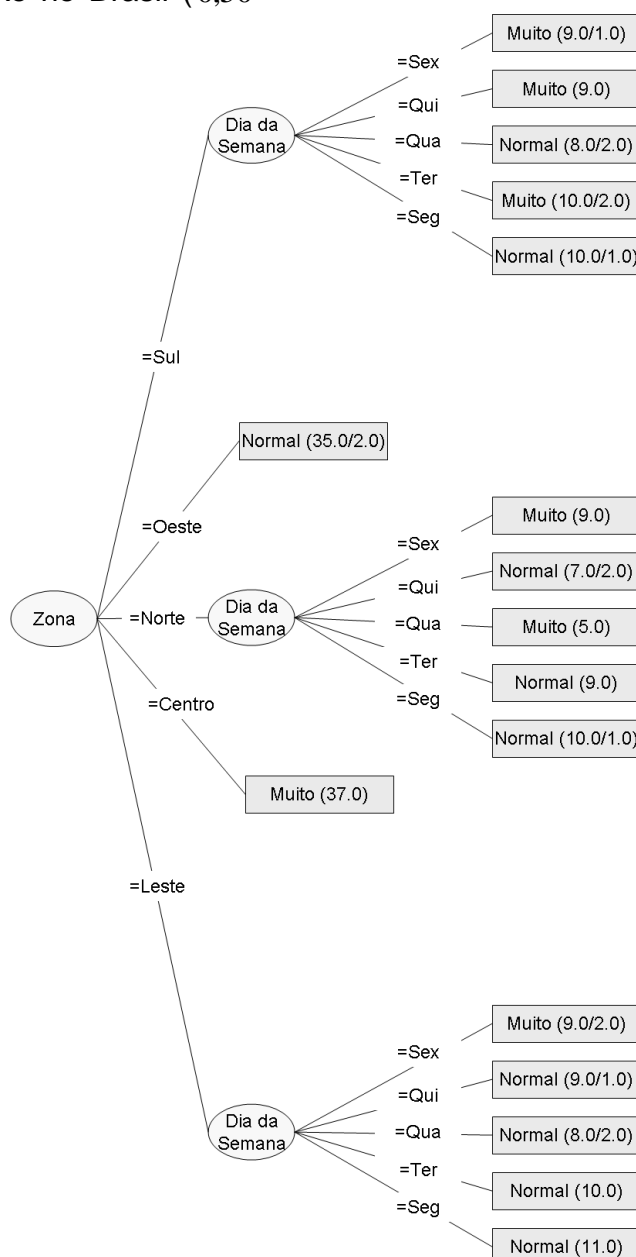 no Brasil (6,56
Muito (9.0/1.0)
=Sex
Muito (9.0)
=Qui
Dia da
Semana
=Qua
Normal (8.0/2.0)
=Ter
Muito (10.0/2.0)
=Seg
Normal (10.0/1.0)
=Sul
Normal (35.0/2.0)
=Oeste
Muito (9.0)
=Sex
Normal (7.0/2.0)
=Qui
Zona
=Norte
Dia da
Semana
=Qua
Muito (5.0)
=Ter
Normal (9.0)
=Seg
=Centro
Normal (10.0/1.0)
Muito (37.0)
=Leste
Muito (9.0/2.0)
=Sex
Normal (9.0/1.0)
=Qui
Dia da
Semana
=Qua
Normal (8.0/2.0)
=Ter
Normal (10.0)
=Seg
Normal (11.0)